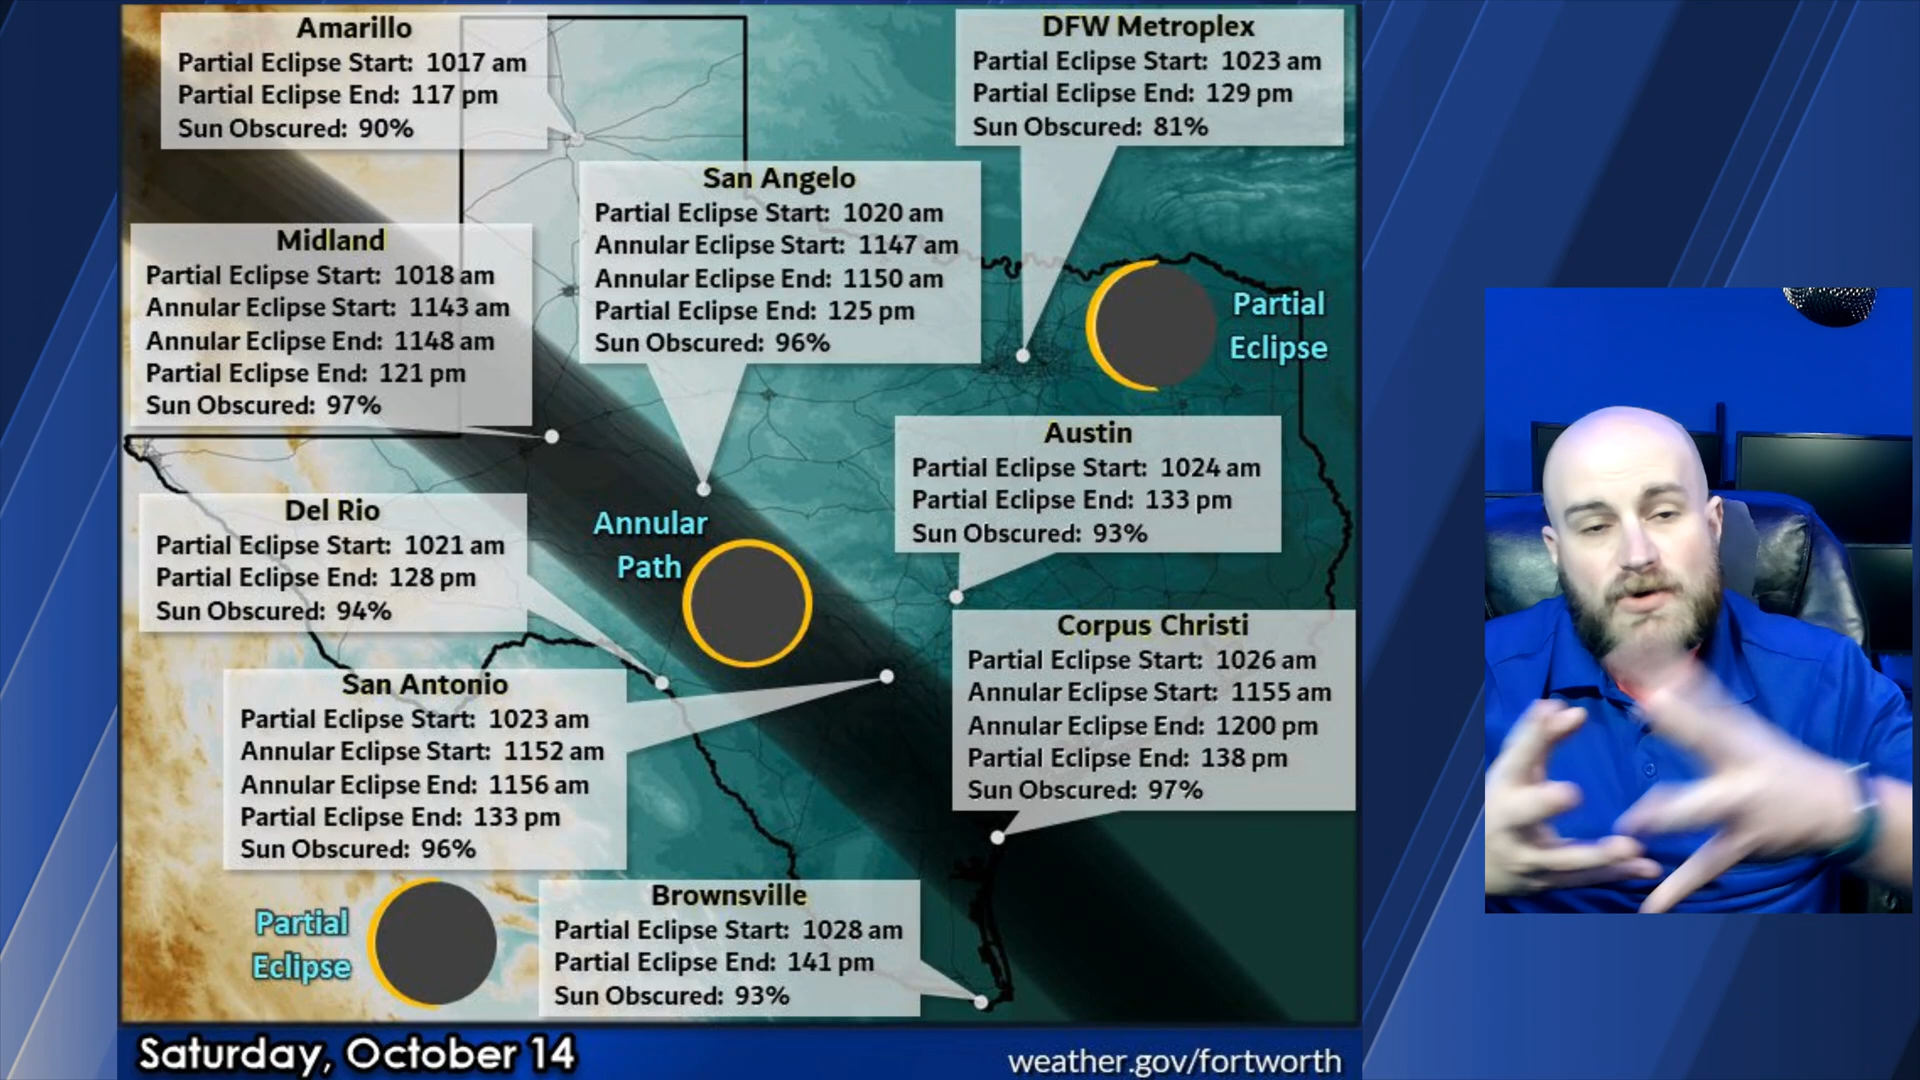 Amarillo
Partial Eclipse Start: 1017 am
Partial Eclipse End: 117 pm
Sun Obscured: 90%
DFW Metroplex
Partial Eclipse Start: 1023 am
Partial Eclipse End: 129 pm
Sun Obscured: 81%
San Angelo
Partial Eclipse Start: 1020 am
Annular Eclipse Start: 1147 am
Annular Eclipse End: 1150 am
Partial Eclipse End: 125 pm
Sun Obscured: 96%
Midland
Partial Eclipse Start: 1018 am
Annular Eclipse Start: 1143 am
Annular Eclipse End: 1148 am
Partial Eclipse End: 121 pm
Sun Obscured: 97%
Partial
Eclipse
Austin
Partial Eclipse Start: 1024 am
Partial Eclipse End: 133 pm
Sun Obscured: 93%
Del Rio
Partial Eclipse Start: 1021 am
Partial Eclipse End: 128 pm
Sun Obscured: 94%
Annular
Path
Corpus Christi
Partial Eclipse Start: 1026 am
Annular Eclipse Start: 1155 am
Annular Eclipse End: 1200 pm
Partial Eclipse End: 138 pm
Sun Obscured: 97%
San Antonio
Partial Eclipse Start: 1023 am
Annular Eclipse Start: 1152 am
Annular Eclipse End: 1156 am
Partial Eclipse End: 133 pm
Sun Obscured: 96%
Partial
Eclipse
Brownsville
Partial Eclipse Start: 1028 am
Partial Eclipse End: 141 pm
Sun Obscured: 93%
Saturday, October 14
weather.gov/fortworth